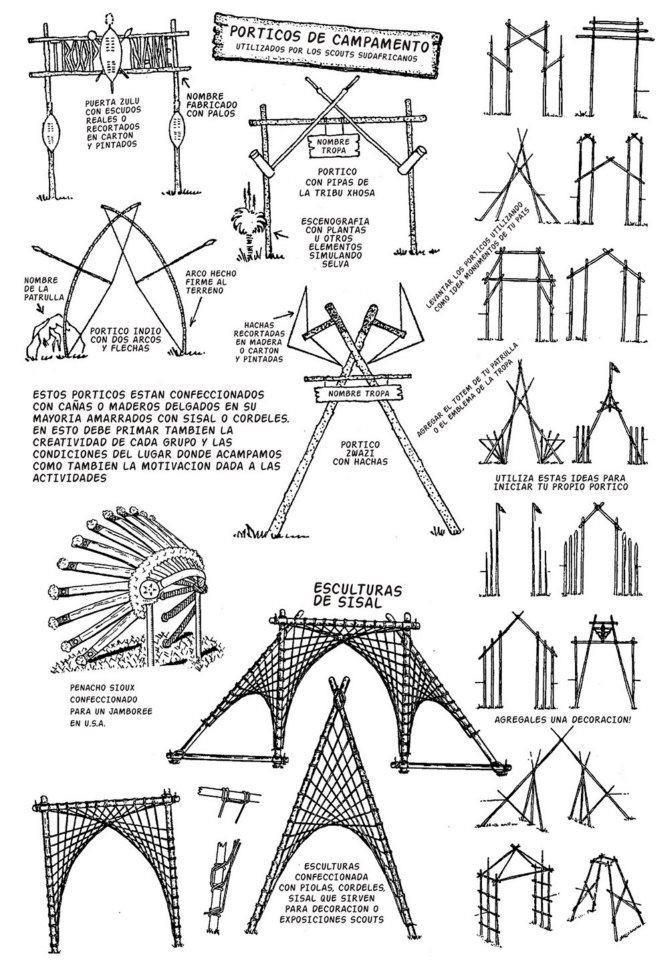 PORTICOS DE CAMPAMENTO
UTILIZADOS POR LOS SCOUTS SUDAFRICANOS
PUERTA ZULU
CON ESCUDOS
REALES O
RECORTADOS
EN CARTON
Y PINTADOS
NOMBRE
FABRICADO
CON PALOS
NOMBRE
TROPA
PORTICO
CON PIPAS DE
LA TRIBU XHOSA
ESCENOGRAFIA
CON PLANTAS
U OTROS
ELEMENTOS
SIMULANDO
SELVA
NOMBRE
DE LA
PATRULLA
ARCO HECHO
FIRME AL
TERRENO
PORTICO INDIO
CON DOS ARCOS
Y FLECHAS
HACHAS
RECORTADAS
EN MADERA
O CARTON
Y PINTADAS
NOMBRE TROPA
PORTICO
ZWAZI
CON HACHAS
LEVANTAR LOS PORTICOS UTILIZANDO
COMO IDEA MONUMENTOS DE TU PAIS
AGREGAR EL TOTEM DE TU PATRULLA
O EL EMBLEMA DE LA TROPA
ESTOS PORTICOS ESTAN CONFECCIONADOS
CON CAÑAS O MADEROS DELGADOS EN SU
MAYORIA AMARRADOS CON SISAL O CORDELES.
EN ESTO DEBE PRIMAR TAMBIEN LA
CREATIVIDAD DE CADA GRUPO Y LAS
CONDICIONES DEL LUGAR DONDE ACAMPAMOS
COMO TAMBIEN LA MOTIVACION DADA A LAS
ACTIVIDADES
UTILIZA ESTAS IDEAS PARA
INICIAR TU PROPIO PORTICO
ESCULTURAS
DE SISAL
PENACHO SIOUX
CONFECCIONADO
PARA UN JAMBOREE
EN U.S.A.
AGREGALES UNA DECORACION!
ESCULTURAS
CONFECCIONADA
CON PIOLAS, CORDELES,
SISAL QUE SIRVEN
PARA DECORACION O
EXPOSICIONES SCOUTS